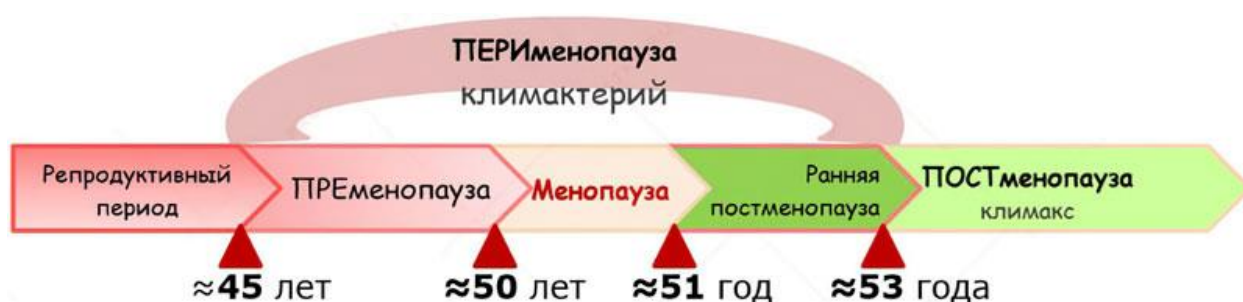 ПЕРИменопауза
климактерий
Репродуктивный
период
ПРЕменопауза
Менопауза
Ранняя
постменопауза
ПОСТменопауза
климакс
≈45 лет
≈50 лет
≈51 год
≈53 года